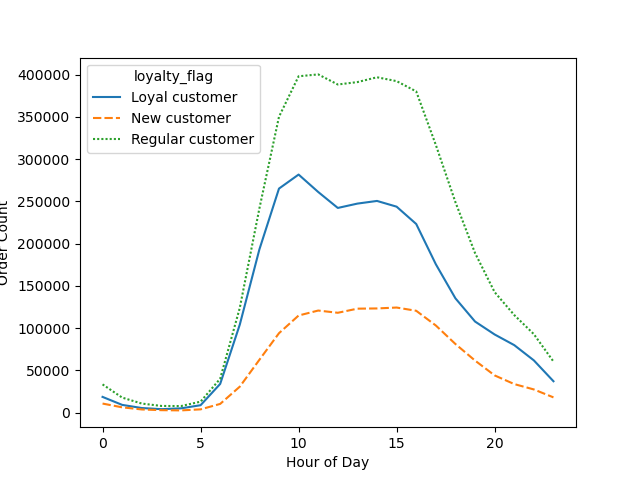 loyalty_flag
Loyal customer
New customer
Regular customer
400000
350000
300000
250000
200000
150000
100000
50000
0
Order Count
0 5 10 15 20
Hour of Day